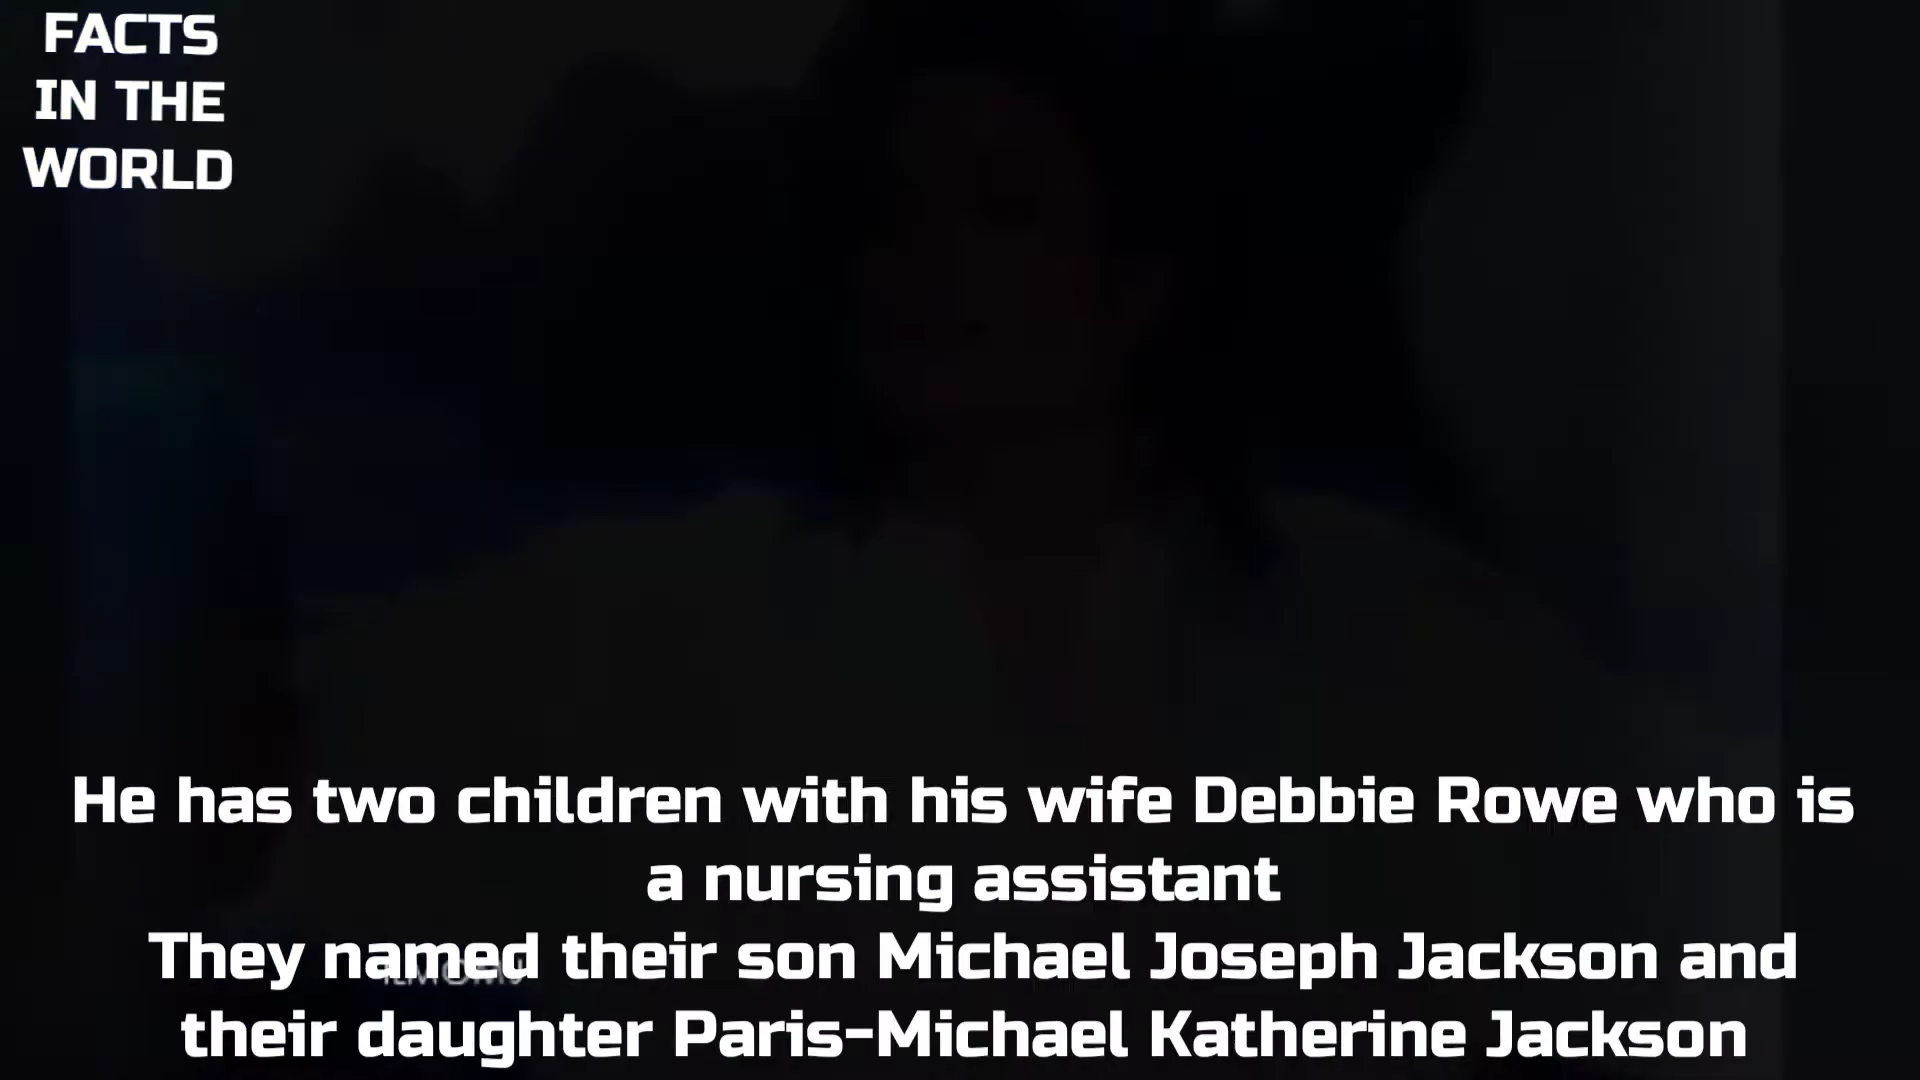 FACTS
IN THE
WORLD
He has two children with his wife Debbie Rowe who is
a nursing assistant
They named their son Michael Joseph Jackson and
their daughter Paris-Michael Katherine Jackson